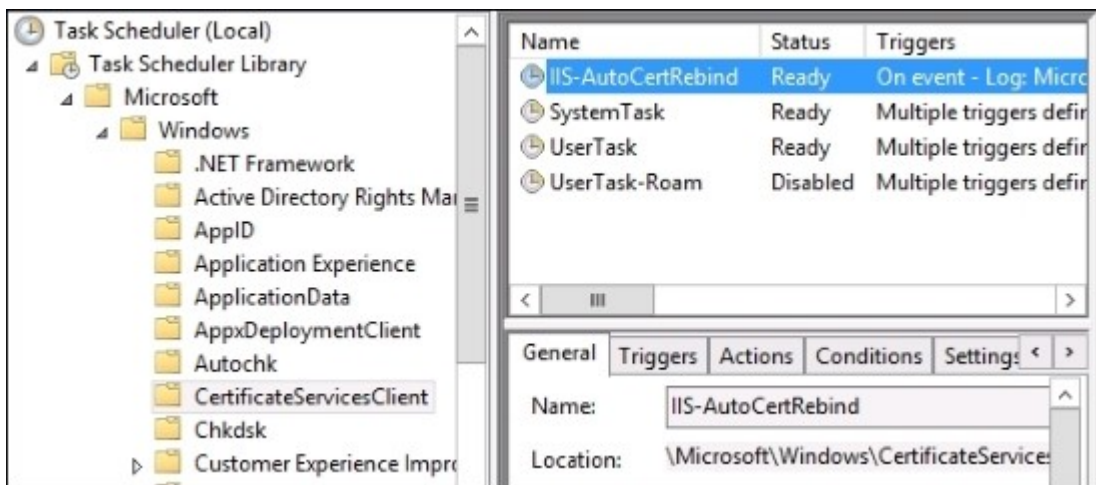 Task Scheduler (Local)
Task Scheduler Library
Microsoft
Windows
.NET Framework
Active Directory Rights Ma
AppID
Application Experience
ApplicationData
AppxDeploymentClient
Autochk
CertificateServicesClient
Chkdsk
Customer Experience Impr
Name Status Triggers
IIS-AutoCertRebind Ready On event - Log: Micro
SystemTask Ready Multiple triggers defin
UserTask Ready Multiple triggers defin
UserTask-Roam Disabled Multiple triggers defin
General Triggers Actions Conditions Settings
Name: IIS-AutoCertRebind
Location: \Microsoft\Windows\CertificateServices